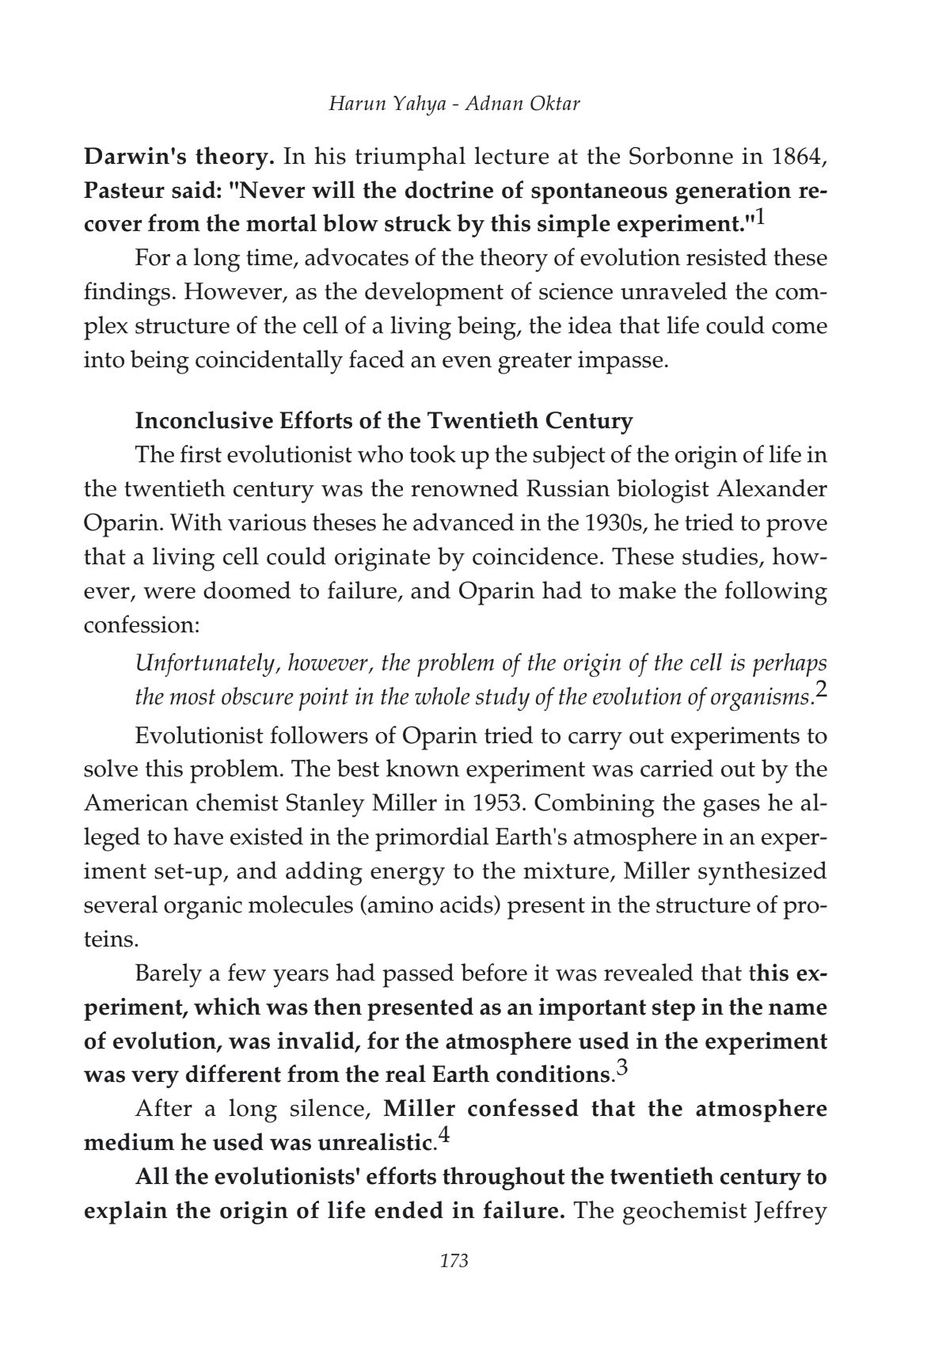 Harun Yahya - Adnan Oktar
Darwin's theory. In his triumphal lecture at the Sorbonne in 1864,
Pasteur said: "Never will the doctrine of spontaneous generation re-
cover from the mortal blow struck by this simple experiment."1
For a long time, advocates of the theory of evolution resisted these
findings. However, as the development of science unraveled the com-
plex structure of the cell of a living being, the idea that life could come
into being coincidentally faced an even greater impasse.
Inconclusive Efforts of the Twentieth Century
The first evolutionist who took up the subject of the origin of life in
the twentieth century was the renowned Russian biologist Alexander
Oparin. With various theses he advanced in the 1930s, he tried to prove
that a living cell could originate by coincidence. These studies, how-
ever, were doomed to failure, and Oparin had to make the following
confession:
Unfortunately, however, the problem of the origin of the cell is perhaps
the most obscure point in the whole study of the evolution of organisms.2
Evolutionist followers of Oparin tried to carry out experiments to
solve this problem. The best known experiment was carried out by the
American chemist Stanley Miller in 1953. Combining the gases he al-
leged to have existed in the primordial Earth's atmosphere in an exper-
iment set-up, and adding energy to the mixture, Miller synthesized
several organic molecules (amino acids) present in the structure of pro-
teins.
Barely a few years had passed before it was revealed that this ex-
periment, which was then presented as an important step in the name
of evolution, was invalid, for the atmosphere used in the experiment
was very different from the real Earth conditions.3
After a long silence, Miller confessed that the atmosphere
medium he used was unrealistic.4
All the evolutionists' efforts throughout the twentieth century to
explain the origin of life ended in failure. The geochemist Jeffrey
173